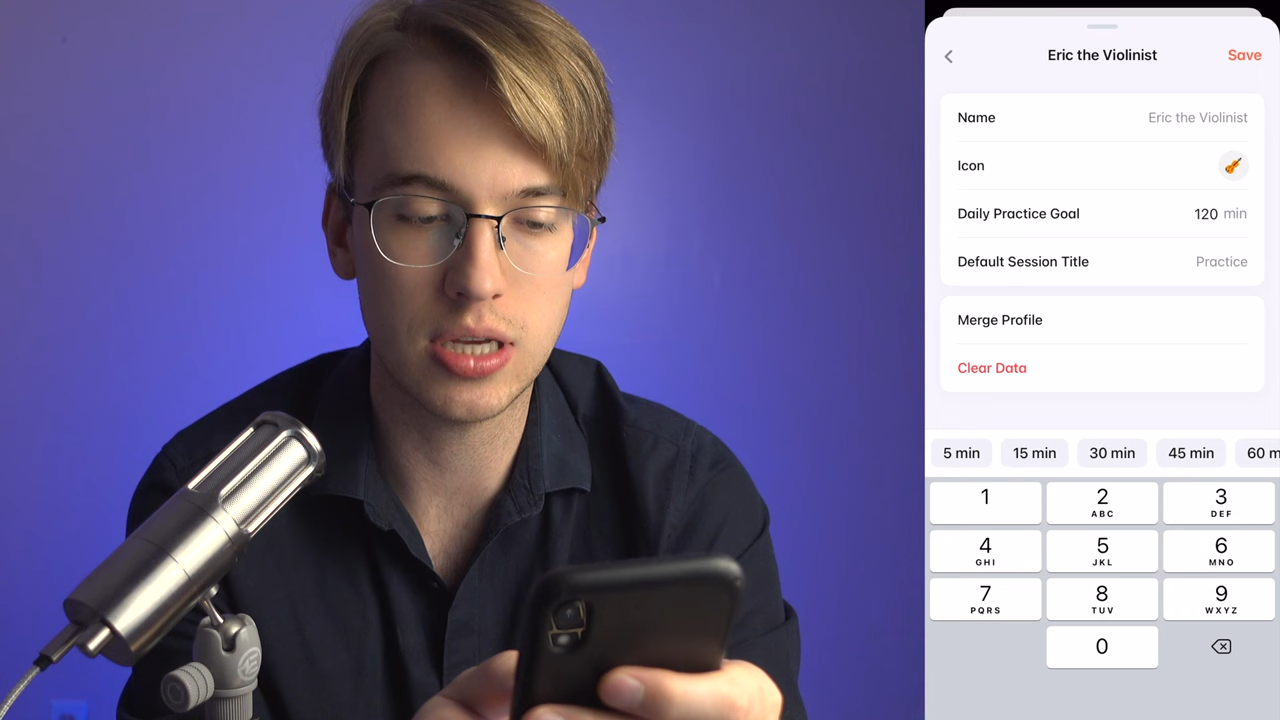 Eric the Violinist
Save
Name Eric the Violinist
Icon
Daily Practice Goal 120 min
Default Session Title Practice
Merge Profile
Clear Data
5 min 15 min 30 min 45 min 60 m
1 2 3
ABC DEF
4 5 6
GHI JKL MNO
7 8 9
PQRS TUV WXYZ
0